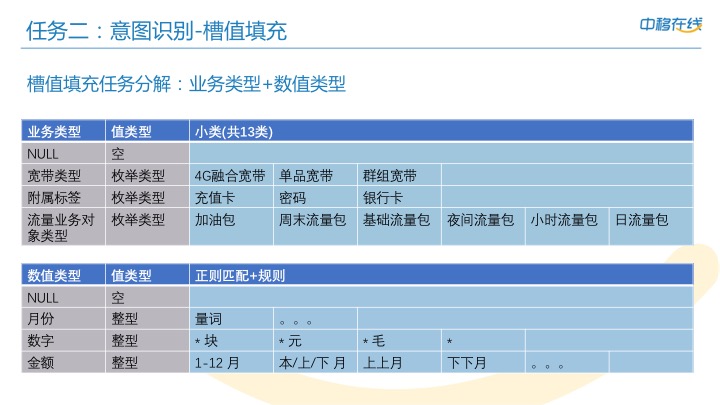 任务二：意图识别-槽值填充
中移在线
槽值填充任务分解：业务类型+数值类型
业务类型 值类型 小类(共13类)
NULL 空
宽带类型 枚举类型 4G融合宽带 单品宽带 群组宽带
附属标签 枚举类型 充值卡 密码 银行卡
流量业务对象类型 枚举类型 加油包 周末流量包 基础流量包 夜间流量包 小时流量包 日流量包
数值类型 值类型 正则匹配+规则
NULL 空
月份 整型 量词 。。。
数字 整型 * 块 * 元 * 毛 *
金额 整型 1-12 月 本/上/下 月 上上月 下下月 。。。